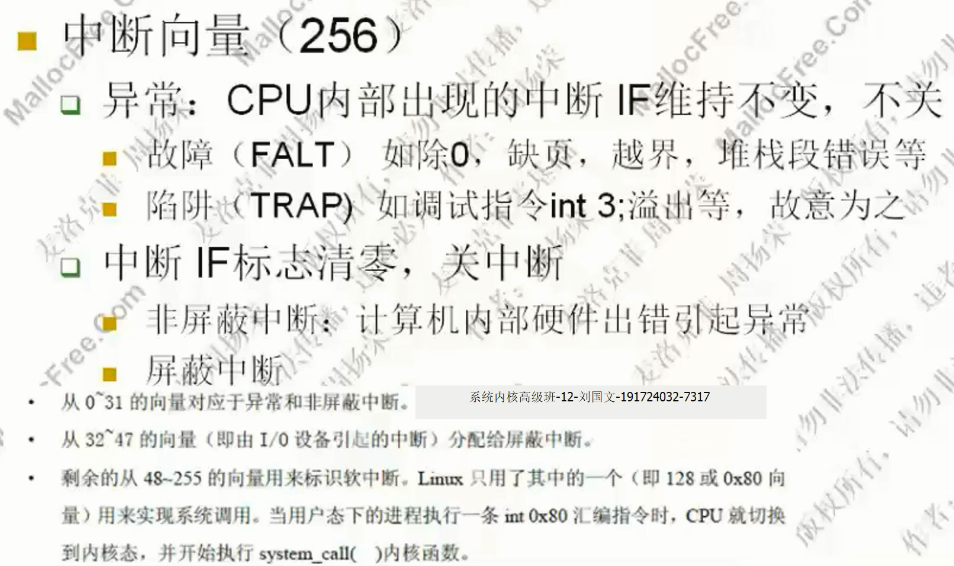 中断向量（256）
异常：CPU内部出现的中断 IF维持不变，不关
故障（FALT） 如除0，缺页，越界，堆栈段错误等
陷阱（TRAP） 如调试指令int 3;溢出等，故意为之
中断 IF标志清零，关中断
非屏蔽中断：计算机内部硬件出错引起异常
屏蔽中断
从 0~31 的向量对应于异常和非屏蔽中断。
系统内核高级班-12-刘国文-191724032-7317
从 32~47 的向量（即由 I/O 设备引起的中断）分配给屏蔽中断。
剩余的从 48~255 的向量用来标识软中断。Linux 只用了其中的一个（即 128 或 0x80 向
量）用来实现系统调用。当用户态下的进程执行一条 int 0x80 汇编指令时，CPU 就切换
到内核态，并开始执行 system_call( )内核函数。
MallocFree.Com